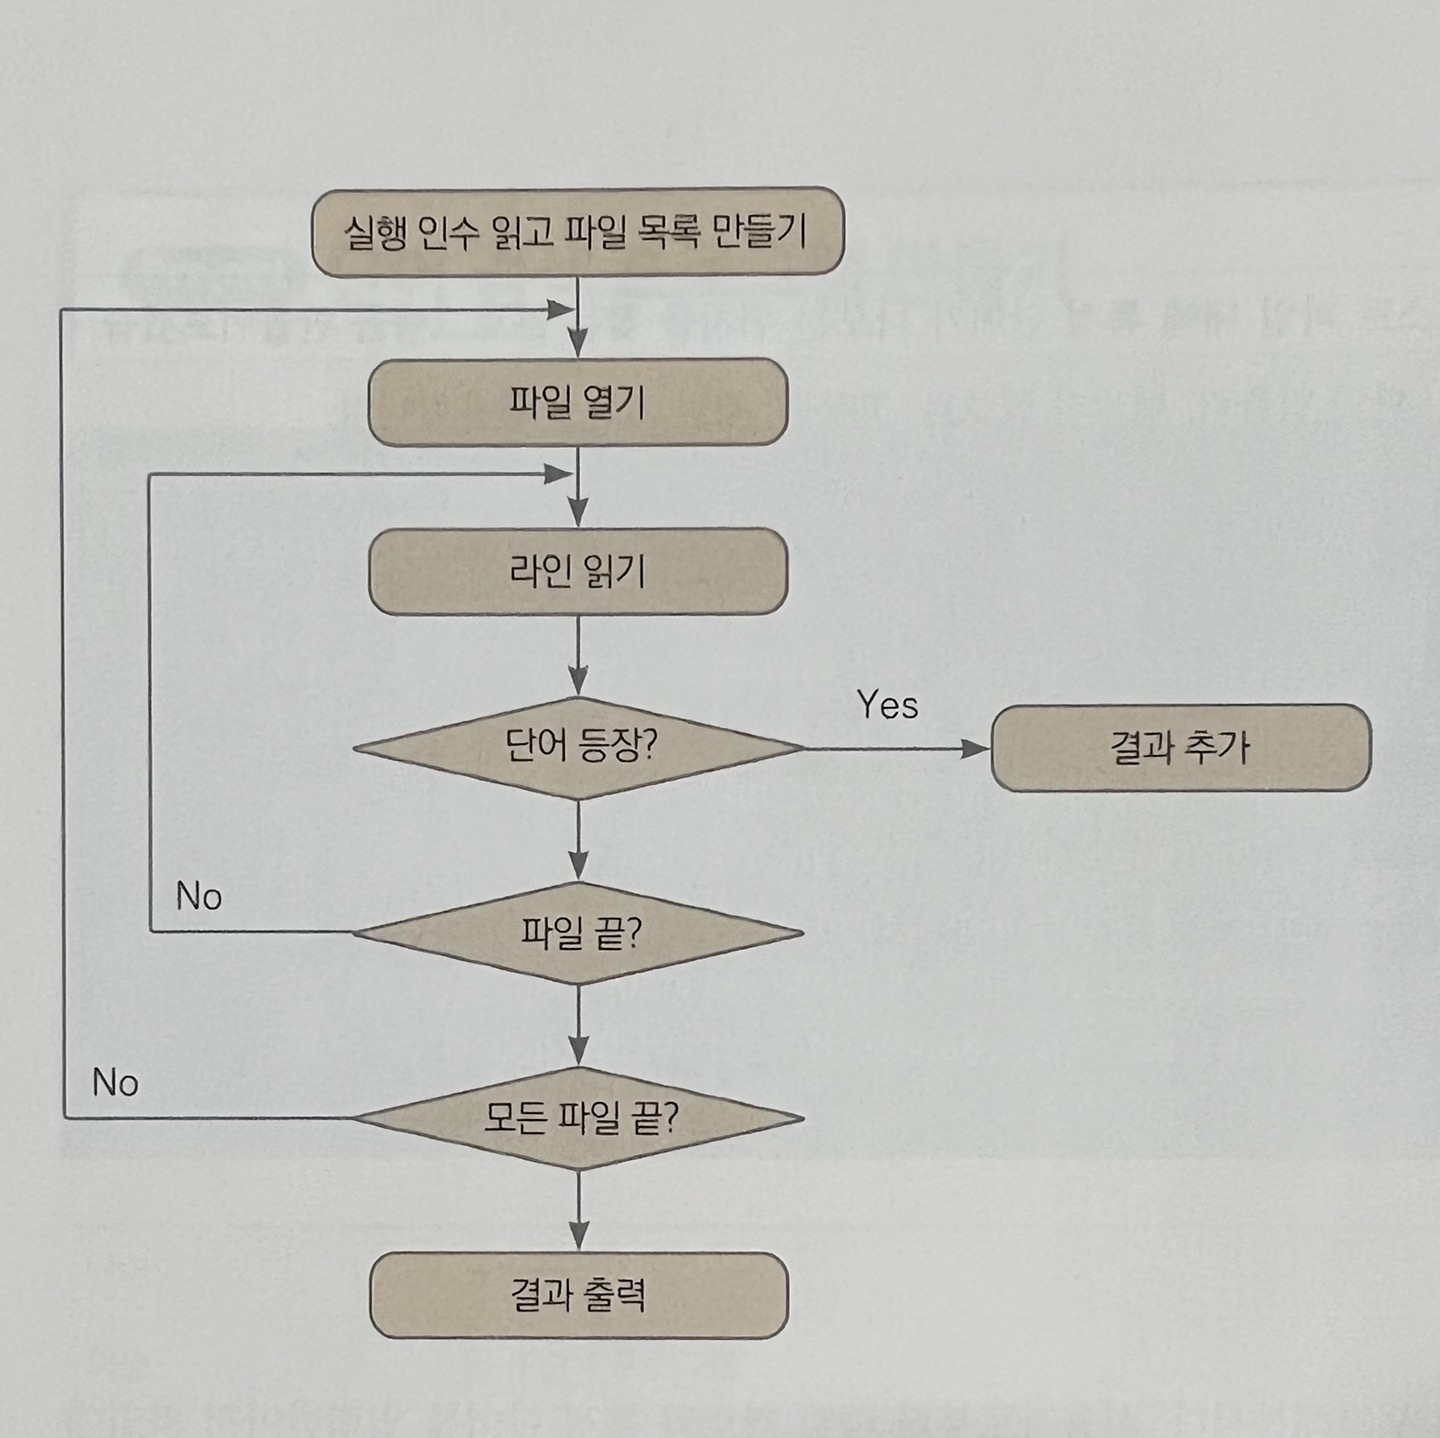 실행 인수 읽고 파일 목록 만들기
파일 열기
라인 읽기
단어 등장?
Yes
결과 추가
No
파일 끝?
No
모든 파일 끝?
결과 출력